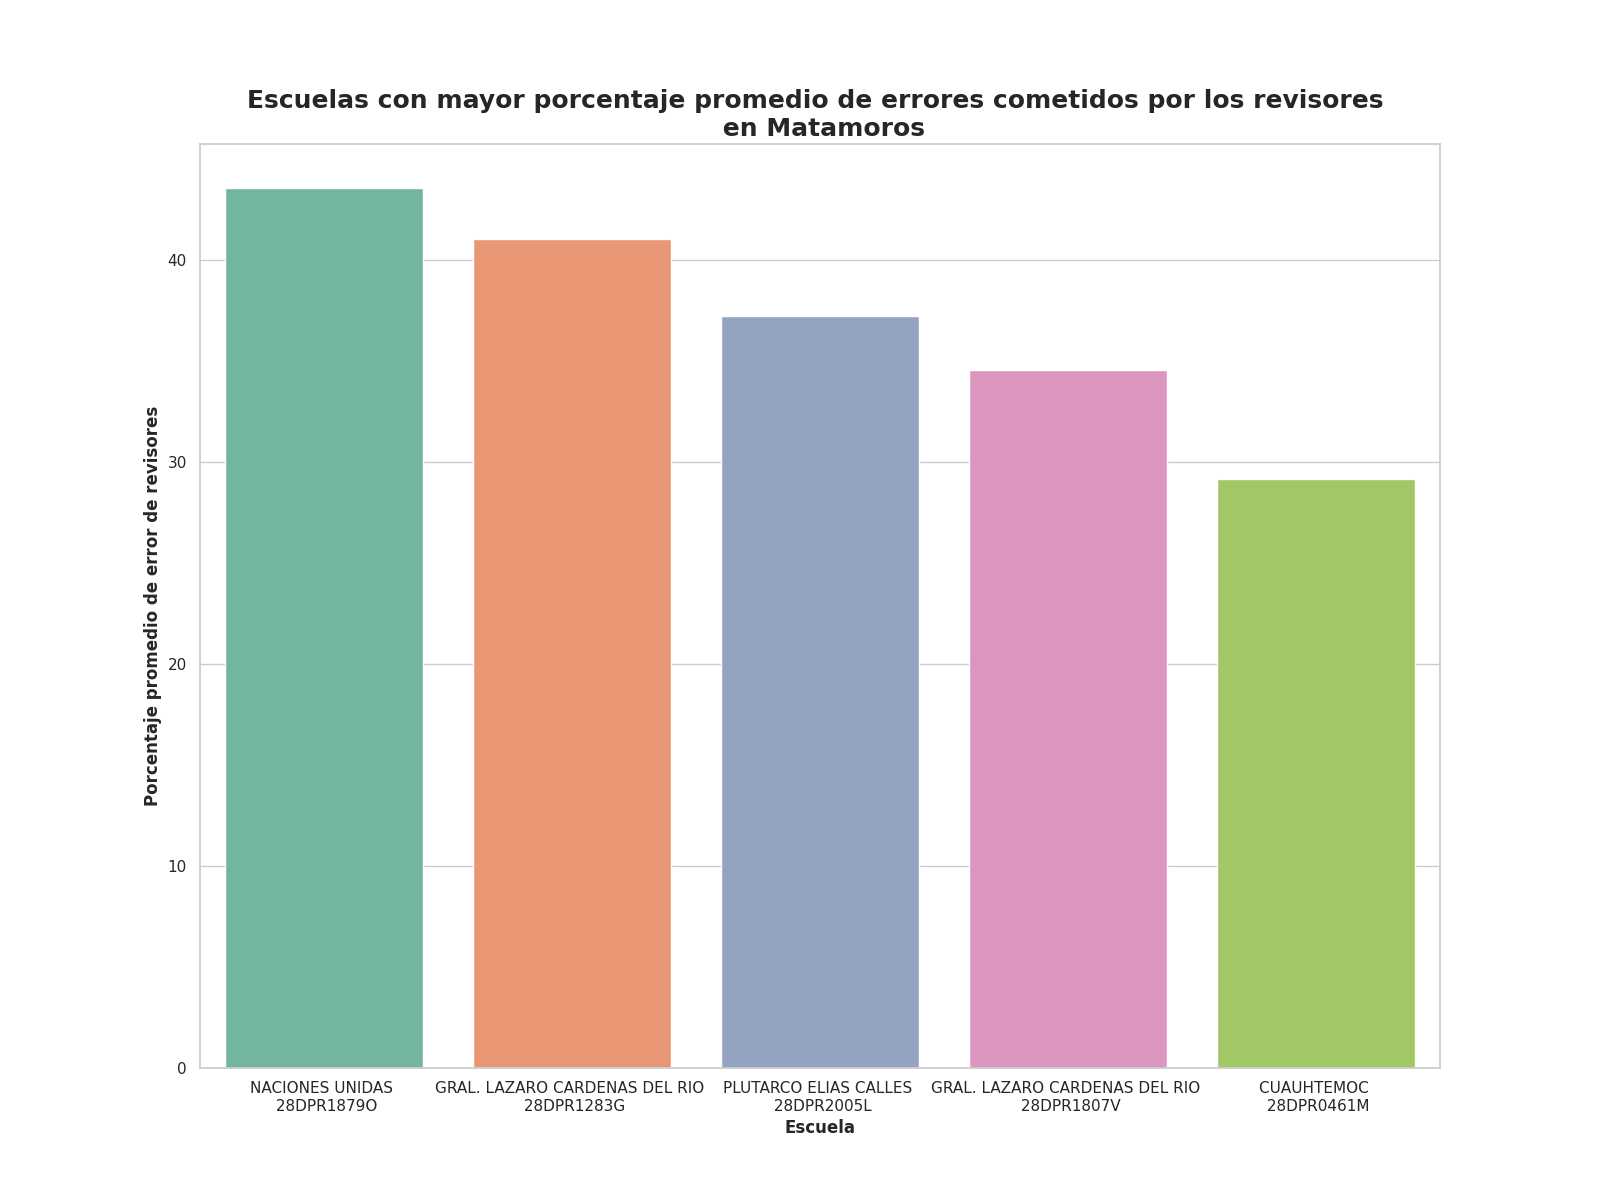 Escuelas con mayor porcentaje promedio de errores cometidos por los revisores
en Matamoros
Porcentaje promedio de error de revisores
40
30
20
10
0
NACIONES UNIDAS
28DPR1879O
GRAL. LAZARO CARDENAS DEL RIO
28DPR1283G
PLUTARCO ELIAS CALLES
28DPR2005L
GRAL. LAZARO CARDENAS DEL RIO
28DPR1807V
CUAUHTEMOC
28DPR0461M
Escuela